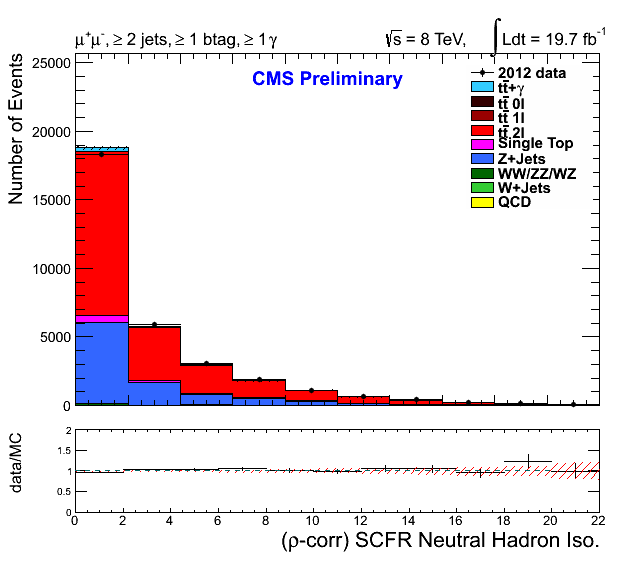 μ⁺μ⁻, ≥ 2 jets, ≥ 1 btag, ≥ 1 γ
√s = 8 TeV, ∫ Ldt = 19.7 fb⁻¹
CMS Preliminary
2012 data
tt̄+γ
tt̄ 0l
tt̄ 1l
tt̄ 2l
Single Top
Z+Jets
WW/ZZ/WZ
W+Jets
QCD
Number of Events
25000
20000
15000
10000
5000
0
data/MC
2
1.5
1
0.5
0
0 2 4 6 8 10 12 14 16 18 20 22
(ρ-corr) SCFR Neutral Hadron Iso.